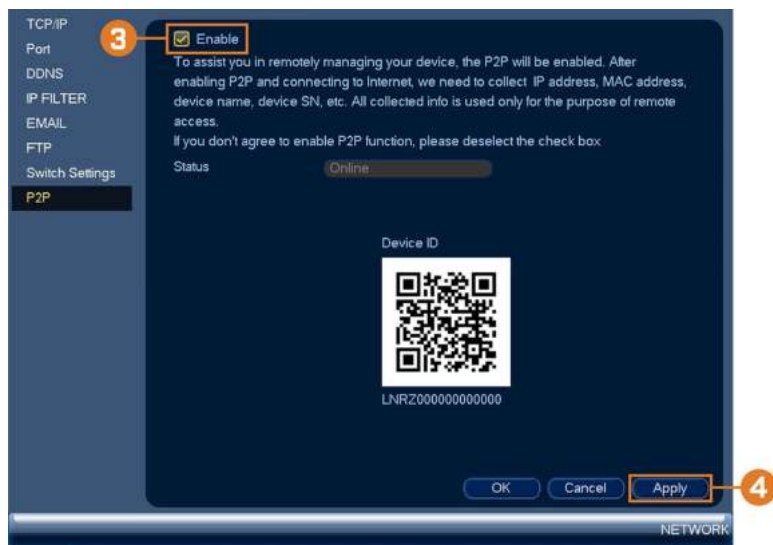 TCP/IP
Port
DDNS
IP FILTER
EMAIL
FTP
Switch Settings
P2P
3
Enable
To assist you in remotely managing your device, the P2P will be enabled. After
enabling P2P and connecting to Internet, we need to collect IP address, MAC address,
device name, device SN, etc. All collected info is used only for the purpose of remote
access.
If you don't agree to enable P2P function, please deselect the check box
Status Online
Device ID
LNRZ000000000000
OK Cancel Apply
4
NETWORK